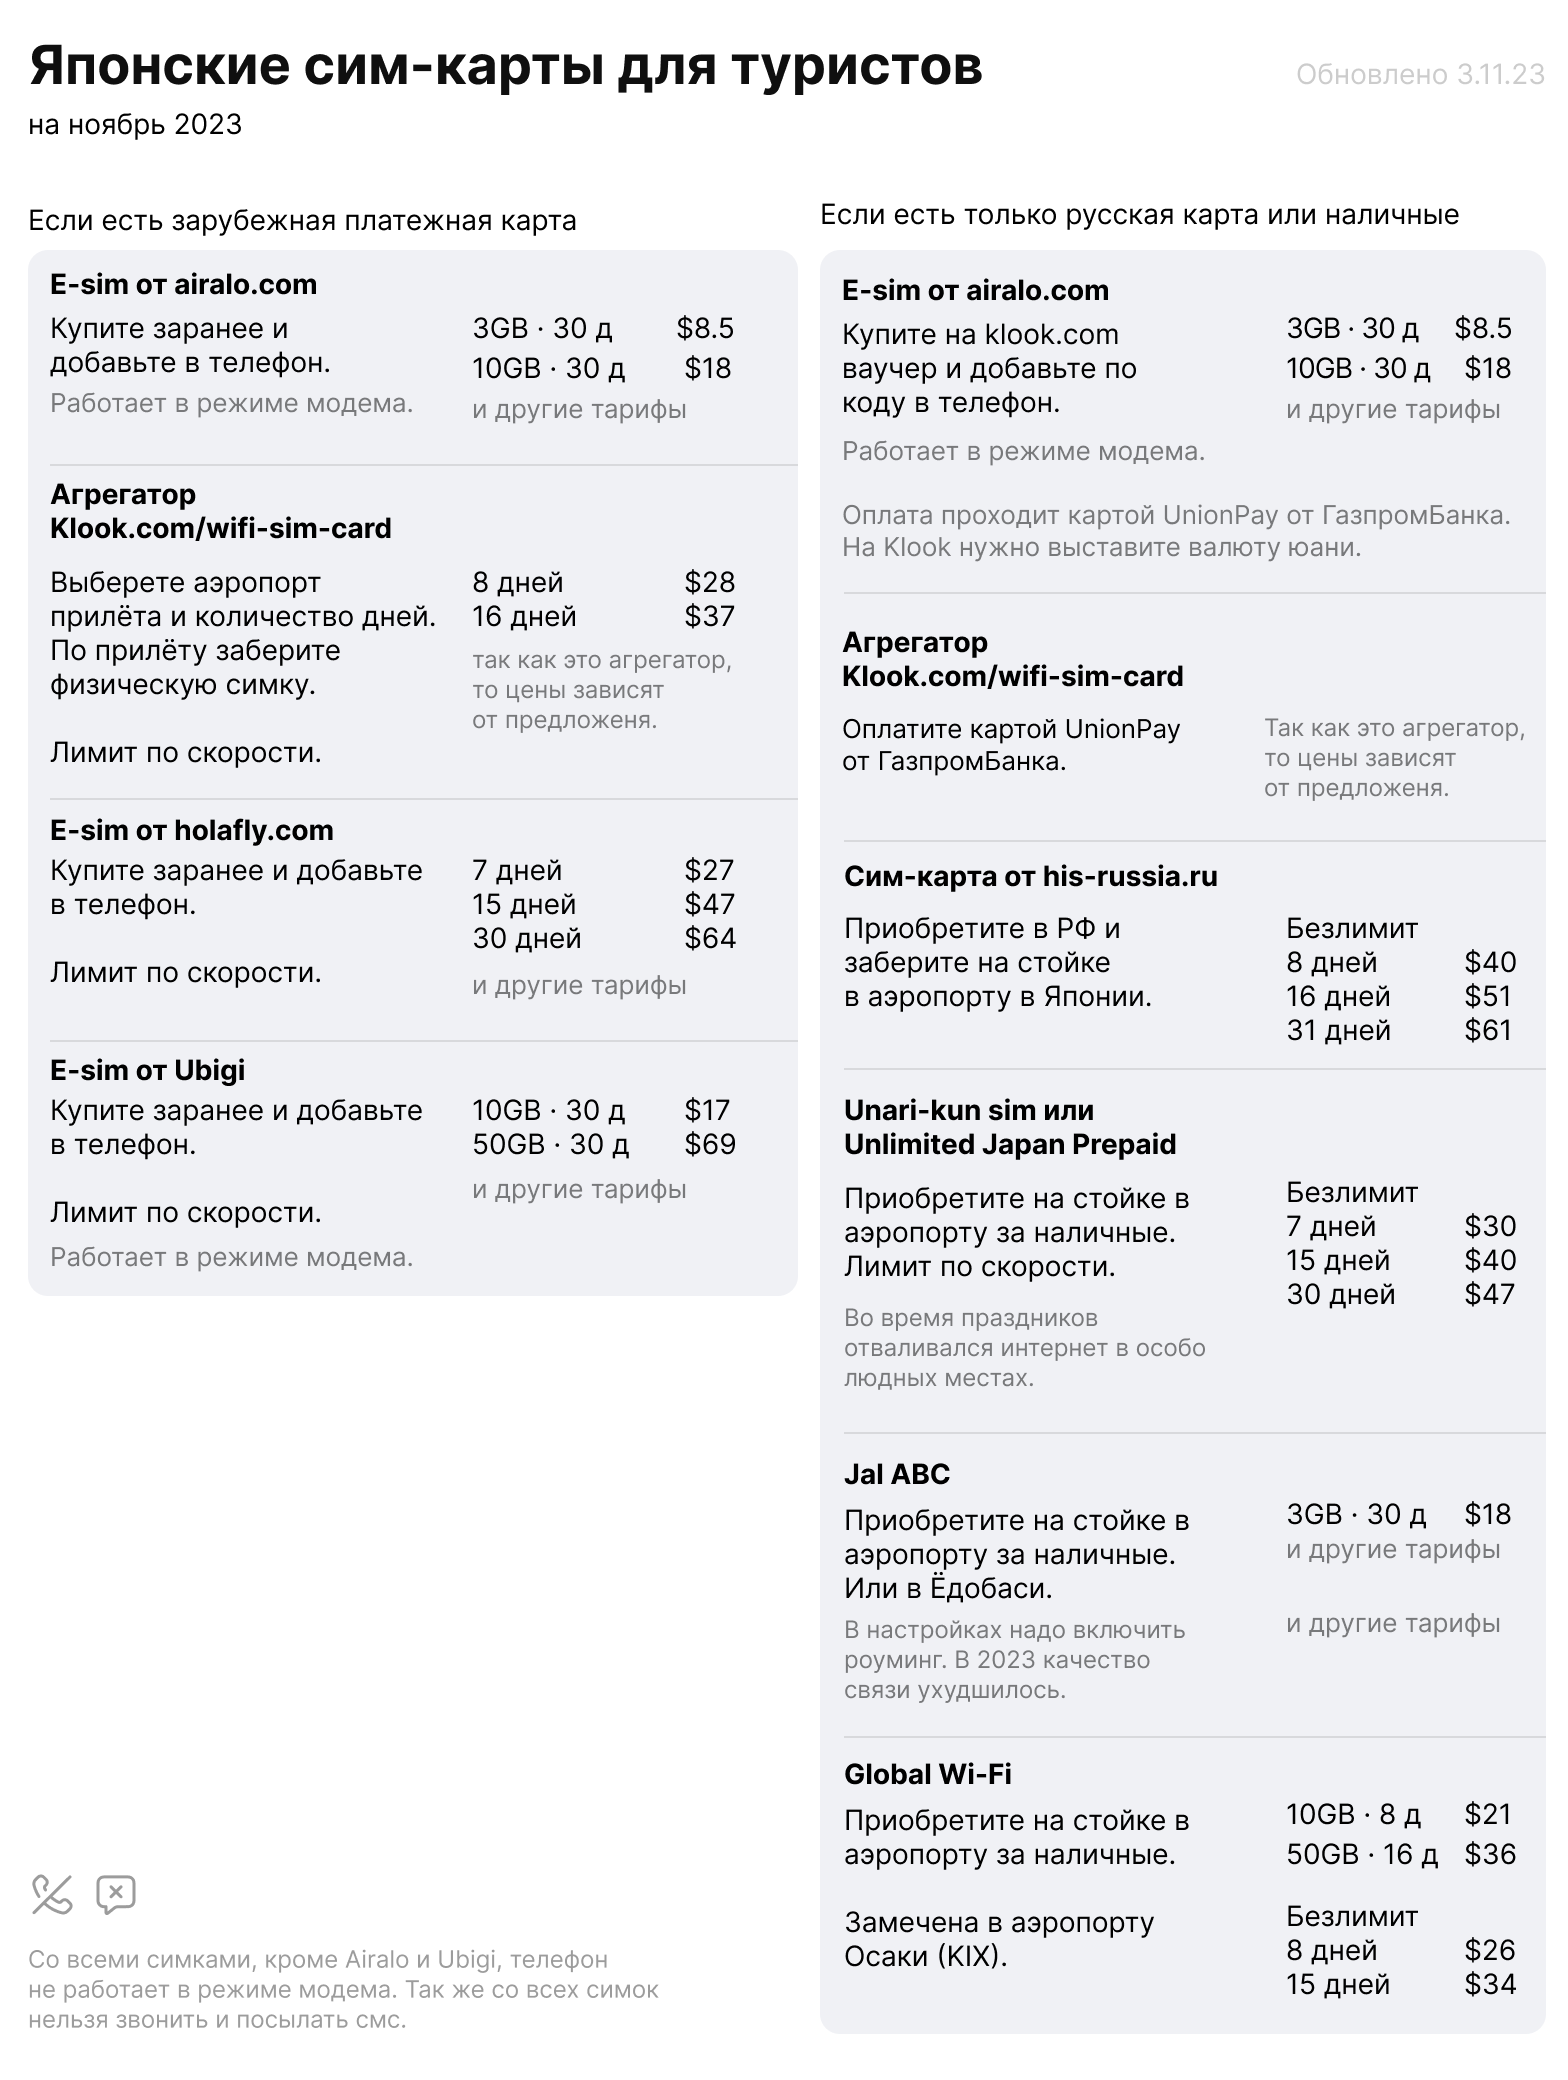 Японские сим-карты для туристов
Обновлено 3.11.23
на ноябрь 2023
Если есть зарубежная платежная карта
E-sim от airalo.com
Купите заранее и
добавьте в телефон.
Работает в режиме модема.
3GB · 30 д $8.5
10GB · 30 д $18
и другие тарифы
Агрегатор
Klook.com/wifi-sim-card
Выберете аэропорт
прилёта и количество дней.
По прилёту заберите
физическую симку.
Лимит по скорости.
8 дней $28
16 дней $37
так как это агрегатор,
то цены зависят
от предложеня.
E-sim от holafly.com
Купите заранее и добавьте
в телефон.
Лимит по скорости.
7 дней $27
15 дней $47
30 дней $64
и другие тарифы
E-sim от Ubigi
Купите заранее и добавьте
в телефон.
Лимит по скорости.
Работает в режиме модема.
10GB · 30 д $17
50GB · 30 д $69
и другие тарифы
Со всеми симками, кроме Airalo и Ubigi, телефон
не работает в режиме модема. Так же со всех симок
нельзя звонить и посылать смс.
Если есть только русская карта или наличные
E-sim от airalo.com
Купите на klook.com
ваучер и добавьте по
коду в телефон.
Работает в режиме модема.
3GB · 30 д $8.5
10GB · 30 д $18
и другие тарифы
Оплата проходит картой UnionPay от ГазпромБанка.
На Klook нужно выставите валюту юани.
Агрегатор
Klook.com/wifi-sim-card
Оплатите картой UnionPay
от ГазпромБанка.
Так как это агрегатор,
то цены зависят
от предложеня.
Сим-карта от his-russia.ru
Приобретите в РФ и
заберите на стойке
в аэропорту в Японии.
Безлимит
8 дней $40
16 дней $51
31 дней $61
Unari-kun sim или
Unlimited Japan Prepaid
Приобретите на стойке в
аэропорту за наличные.
Лимит по скорости.
Во время праздников
отваливался интернет в особо
людных местах.
Безлимит
7 дней $30
15 дней $40
30 дней $47
Jal ABC
Приобретите на стойке в
аэропорту за наличные.
Или в Ёдобаси.
В настройках надо включить
роуминг. В 2023 качество
связи ухудшилось.
3GB · 30 д $18
и другие тарифы
и другие тарифы
Global Wi-Fi
Приобретите на стойке в
аэропорту за наличные.
Замечена в аэропорту
Осаки (KIX).
10GB · 8 д $21
50GB · 16 д $36
Безлимит
8 дней $26
15 дней $34